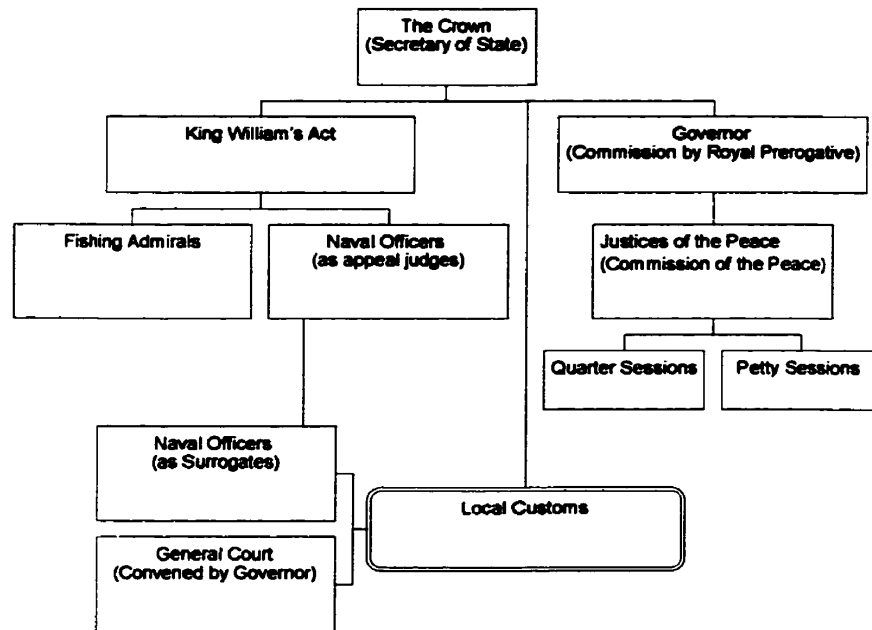 The Crown
(Secretary of State)
King William's Act
Governor
(Commission by Royal Prerogative)
Fishing Admirals
Naval Officers
(as appeal judges)
Justices of the Peace
(Commission of the Peace)
Quarter Sessions
Petty Sessions
Naval Officers
(as Surrogates)
Local Customs
General Court
(Convened by Governor)